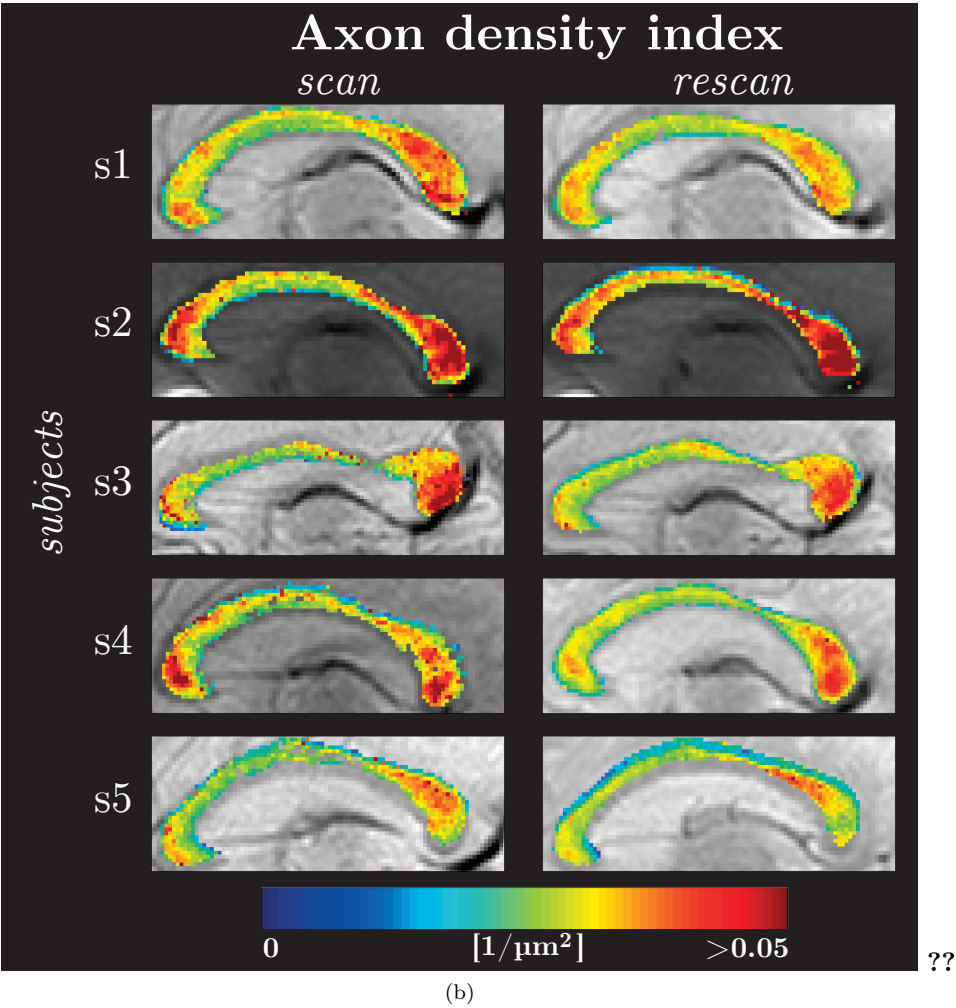 Axon density index
scan rescan
s1
s2
subjects
s3
s4
s5
0 [1/µm²] >0.05
??
(b)